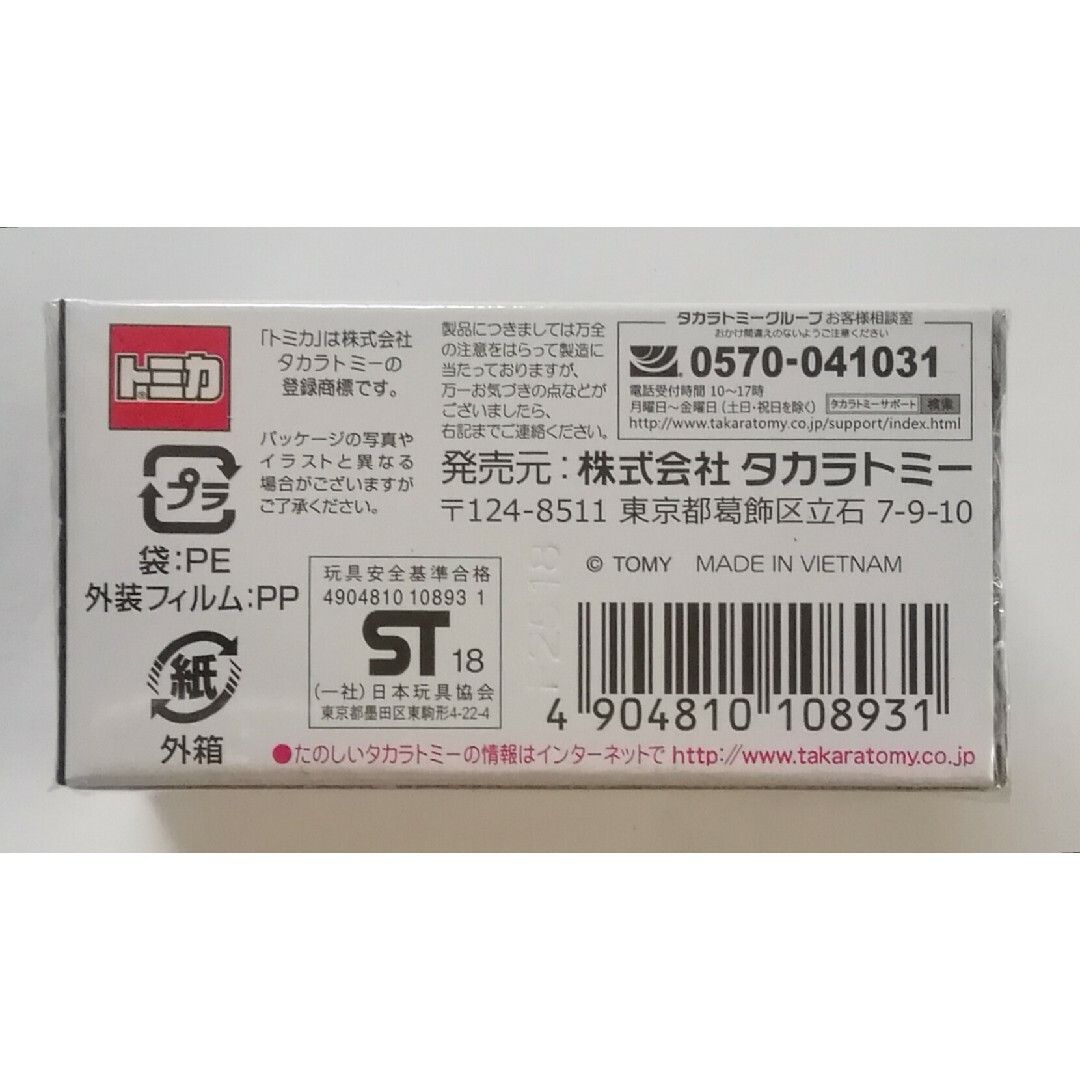 トミカ®
「トミカ」は株式会社
タカラトミーの
登録商標です。
パッケージの写真や
イラストと異なる
場合がございますが
ご了承ください。
製品につきましては万全
の注意をはらって製造に
当たっておりますが、
万一お気づきの点などが
ございましたら、
右記までご連絡ください。
タカラトミーグループ お客様相談室
おかけ間違えのないようご注意ください
0570-041031
電話受付時間 10〜17時
月曜日〜金曜日（土日・祝日を除く） タカラトミーサポート 検索
http://www.takaratomy.co.jp/support/index.html
発売元：株式会社 タカラトミー
〒124-8511 東京都葛飾区立石 7-9-10
プラ
袋：PE
外装フィルム：PP
紙
外箱
玩具安全基準合格
4904810 10893 1
ST 18
（一社）日本玩具協会
東京都墨田区東駒形4-22-4
© TOMY MADE IN VIETNAM
4 904810 108931
●たのしいタカラトミーの情報はインターネットで http://www.takaratomy.co.jp